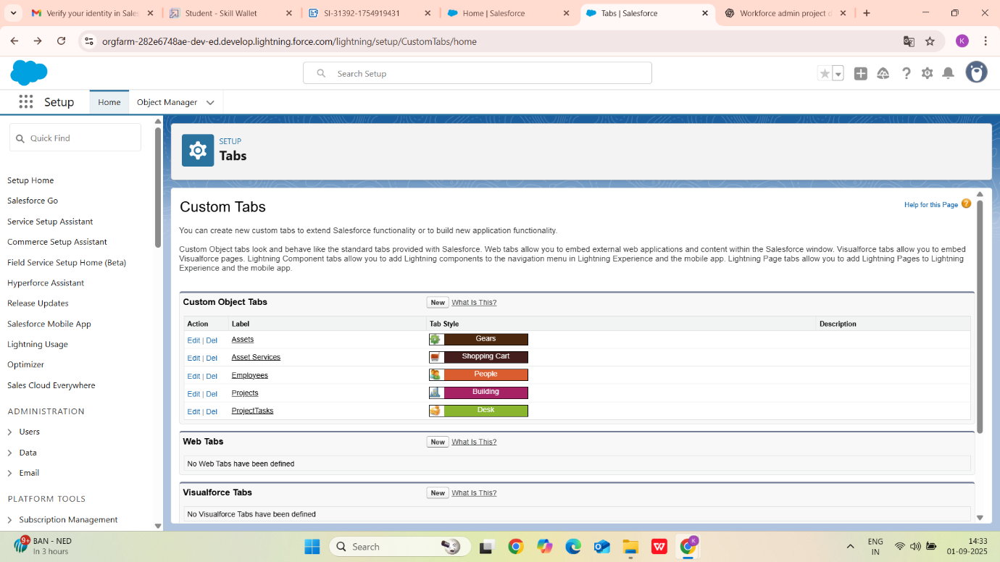 Verify your identity in Sales
Student - Skill Wallet
SI-31392-1754919431
Home | Salesforce
Tabs | Salesforce
Workforce admin project d
orgfarm-282e6748ae-dev-ed.develop.lightning.force.com/lightning/setup/CustomTabs/home
K
Search Setup
Setup
Home
Object Manager
Quick Find
Setup Home
Salesforce Go
Service Setup Assistant
Commerce Setup Assistant
Field Service Setup Home (Beta)
Hyperforce Assistant
Release Updates
Salesforce Mobile App
Lightning Usage
Optimizer
Sales Cloud Everywhere
ADMINISTRATION
Users
Data
Email
PLATFORM TOOLS
Subscription Management
SETUP
Tabs
Custom Tabs
Help for this Page
You can create new custom tabs to extend Salesforce functionality or to build new application functionality.
Custom Object tabs look and behave like the standard tabs provided with Salesforce. Web tabs allow you to embed external web applications and content within the Salesforce window. Visualforce tabs allow you to embed
Visualforce pages. Lightning Component tabs allow you to add Lightning components to the navigation menu in Lightning Experience and the mobile app. Lightning Page tabs allow you to add Lightning Pages to Lightning
Experience and the mobile app.
Custom Object Tabs New What Is This?
Action Label Tab Style Description
Edit | Del Assets Gears
Edit | Del Asset Services Shopping Cart
Edit | Del Employees People
Edit | Del Projects Building
Edit | Del ProjectTasks Desk
Web Tabs New What Is This?
No Web Tabs have been defined
Visualforce Tabs New What Is This?
No Visualforce Tabs have been defined
9+
BAN - NED
In 3 hours
Search
W
K
ENG
IN
14:33
01-09-2025